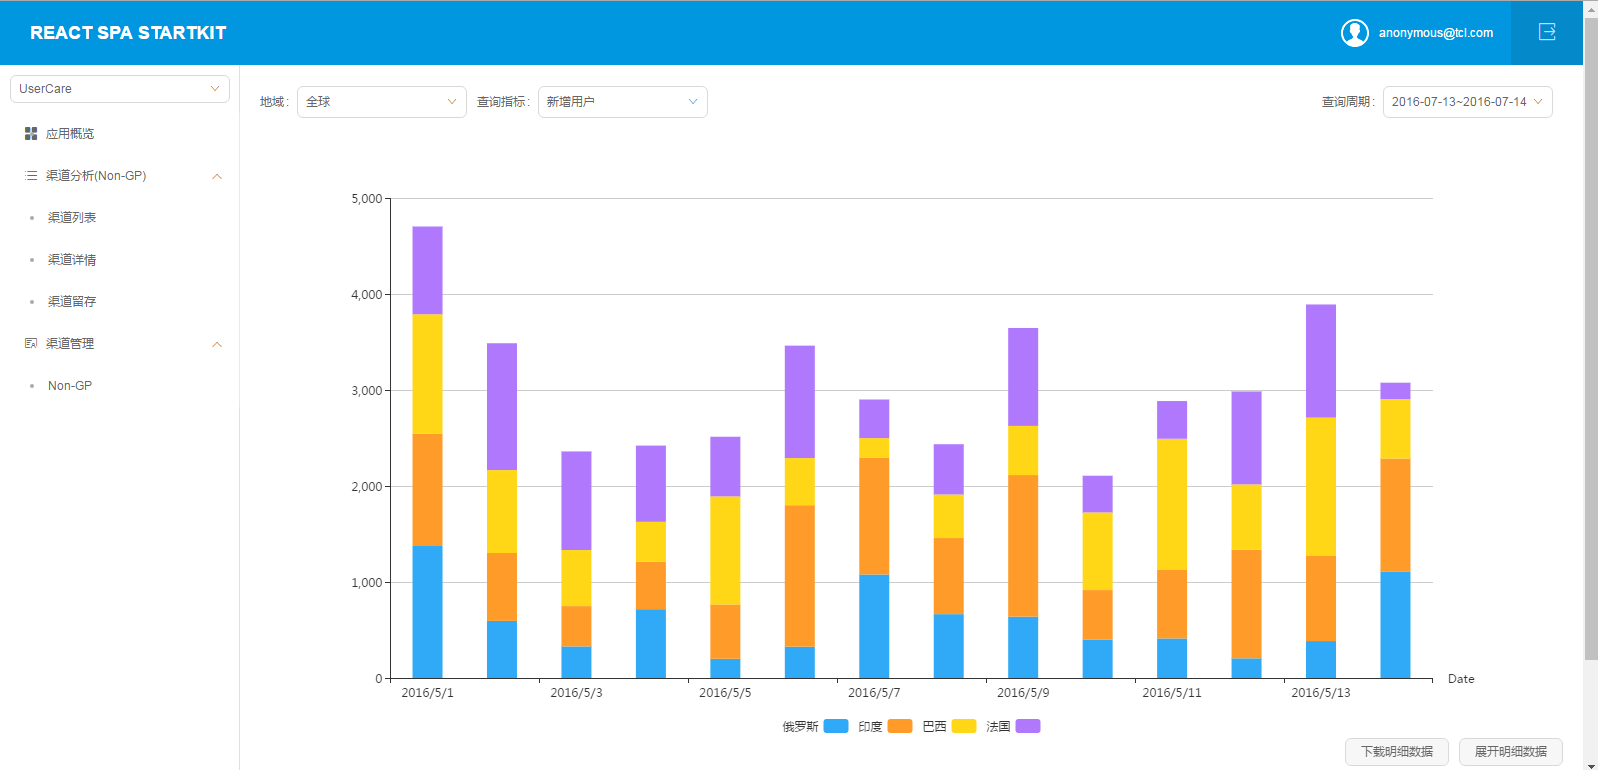 REACT SPA STARTKIT
anonymous@tcl.com
UserCare
地域: 全球 查询指标: 新增用户 查询周期: 2016-07-13~2016-07-14
应用概览
渠道分析(Non-GP)
渠道列表
渠道详情
渠道留存
渠道管理
Non-GP
5,000
4,000
3,000
2,000
1,000
0
2016/5/1 2016/5/3 2016/5/5 2016/5/7 2016/5/9 2016/5/11 2016/5/13 Date
俄罗斯 印度 巴西 法国
下载明细数据 展开明细数据